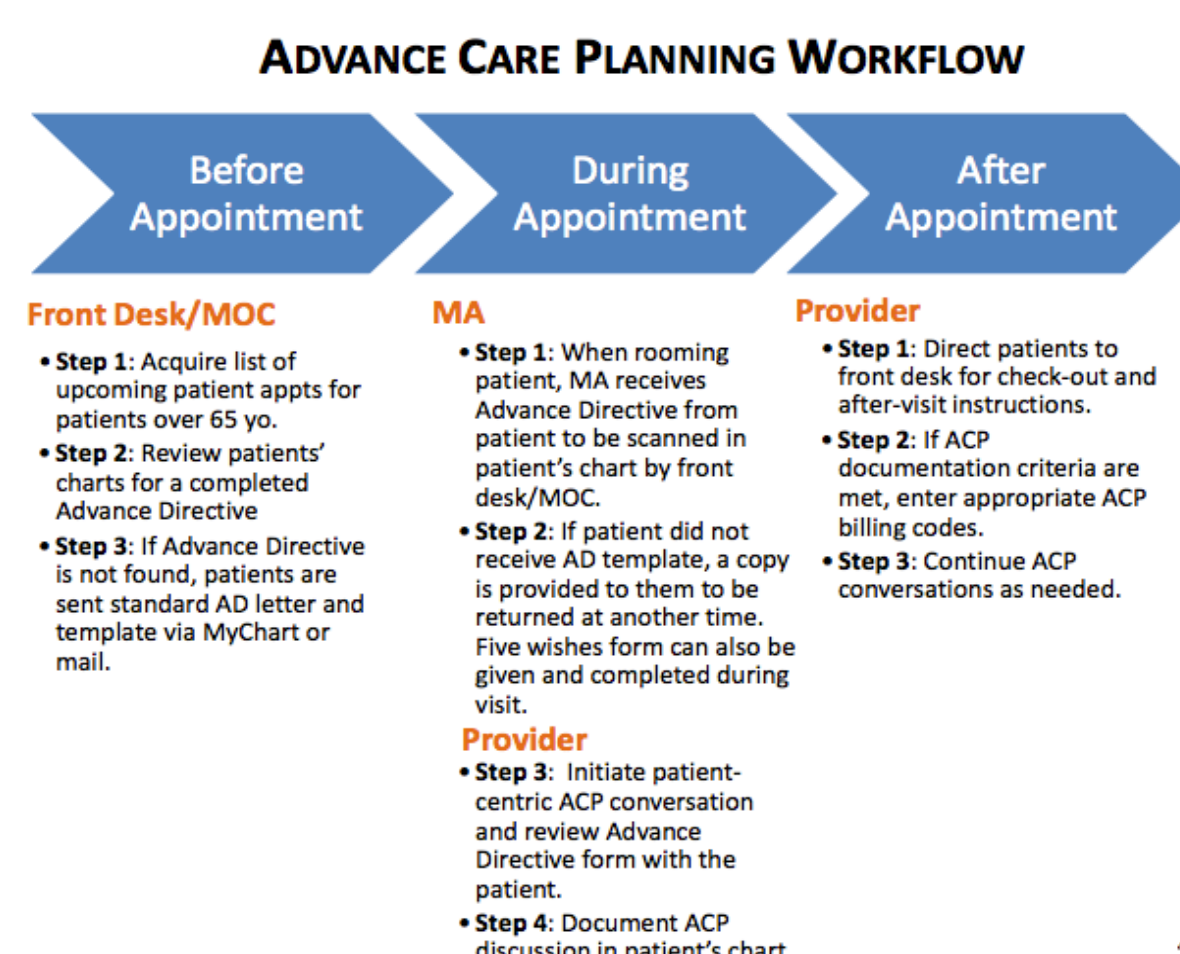 ADVANCE CARE PLANNING WORKFLOW
Before
Appointment
During
Appointment
After
Appointment
Front Desk/MOC
• Step 1: Acquire list of
upcoming patient appts for
patients over 65 yo.
• Step 2: Review patients’
charts for a completed
Advance Directive
• Step 3: If Advance Directive
is not found, patients are
sent standard AD letter and
template via MyChart or
mail.
MA
• Step 1: When rooming
patient, MA receives
Advance Directive from
patient to be scanned in
patient’s chart by front
desk/MOC.
• Step 2: If patient did not
receive AD template, a copy
is provided to them to be
returned at another time.
Five wishes form can also be
given and completed during
visit.
Provider
• Step 3: Initiate patient-
centric ACP conversation
and review Advance
Directive form with the
patient.
• Step 4: Document ACP
discussion in patient’s chart
Provider
• Step 1: Direct patients to
front desk for check-out and
after-visit instructions.
• Step 2: If ACP
documentation criteria are
met, enter appropriate ACP
billing codes.
• Step 3: Continue ACP
conversations as needed.